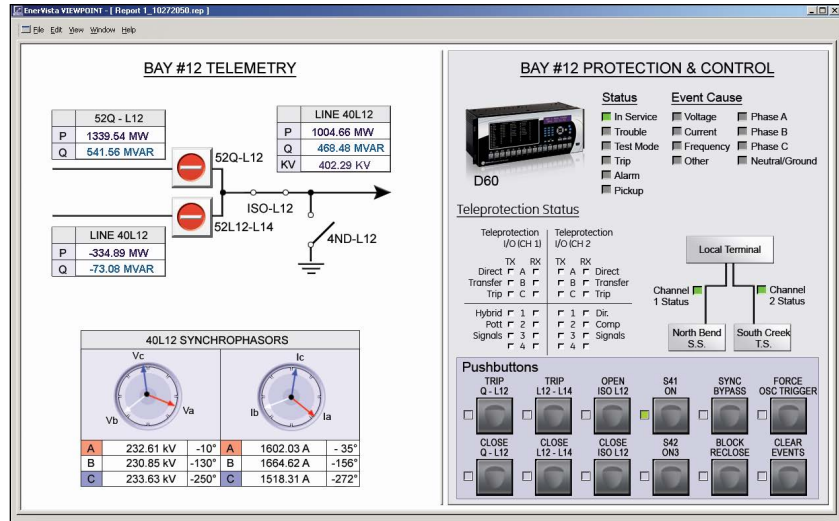 EnerVista VIEWPOINT - [ Report 1_10272050.rep ]
File Edit View Window Help
BAY #12 TELEMETRY
52Q - L12
P 1339.54 MW
Q 541.56 MVAR
LINE 40L12
P 1004.66 MW
Q 468.48 MVAR
KV 402.29 KV
52Q-L12
ISO-L12
52L12-L14
4ND-L12
LINE 40L12
P -334.89 MW
Q -73.08 MVAR
40L12 SYNCHROPHASORS
Vc
Va
Vb
Ic
Ib
Ia
A 232.61 kV -10° A 1602.03 A - 35°
B 230.85 kV -130° B 1664.62 A -156°
C 233.63 kV -250° C 1518.31 A -272°
BAY #12 PROTECTION & CONTROL
D60
Status
In Service
Trouble
Test Mode
Trip
Alarm
Pickup
Event Cause
Voltage Phase A
Current Phase B
Frequency Phase C
Other Neutral/Ground
Teleprotection Status
Teleprotection I/O (CH 1)
Teleprotection I/O (CH 2
TX RX TX RX
Direct A A Direct
Transfer B B Transfer
Trip C C Trip
Hybrid 1 1 Dir.
Pott 2 2 Comp
Signals 3 3 Signals
4 4
Local Terminal
Channel 1 Status
Channel 2 Status
North Bend S.S.
South Creek T.S.
Pushbuttons
TRIP Q - L12
TRIP L12 - L14
OPEN ISO L12
S41 ON
SYNC BYPASS
FORCE OSC TRIGGER
CLOSE Q - L12
CLOSE L12 - L14
CLOSE ISO L12
S42 ON3
BLOCK RECLOSE
CLEAR EVENTS